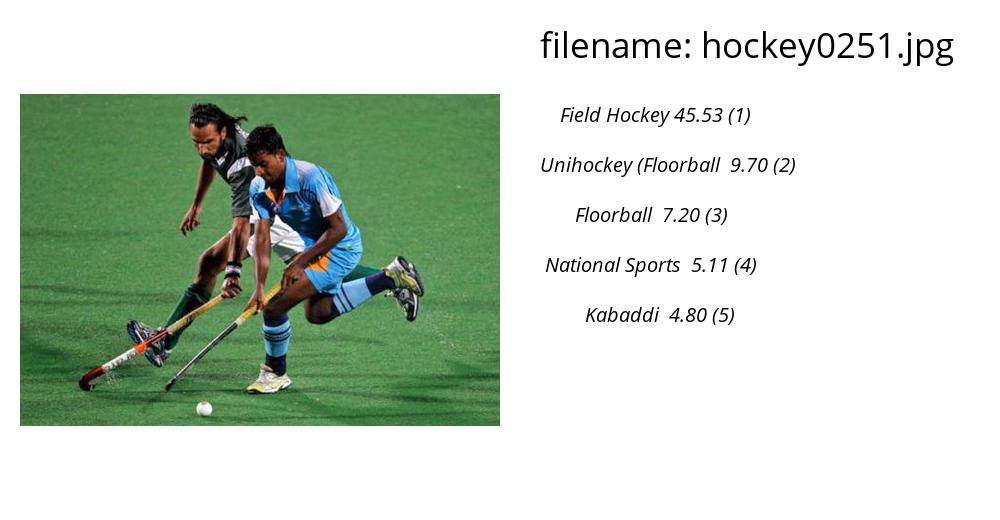 filename: hockey0251.jpg
Field Hockey 45.53 (1)
Unihockey (Floorball 9.70 (2)
Floorball 7.20 (3)
National Sports 5.11 (4)
Kabaddi 4.80 (5)